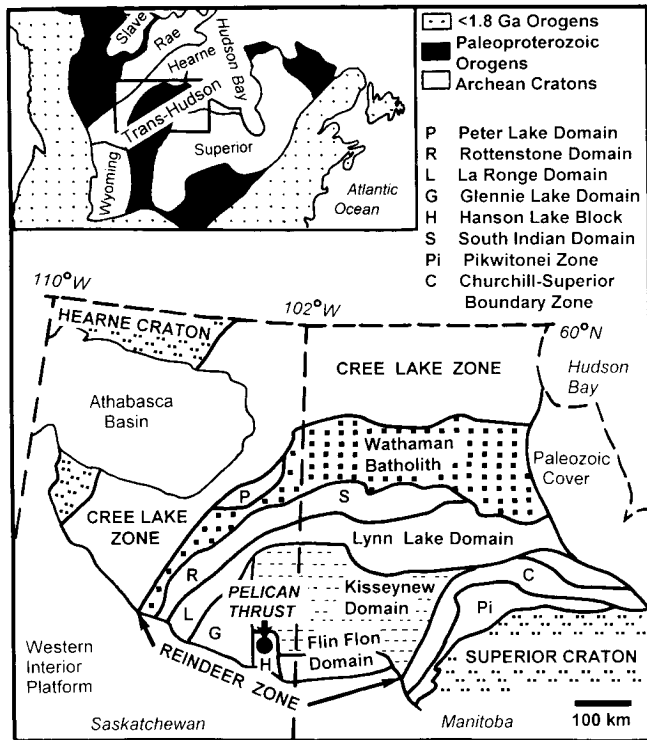 Slave
Rae
Hearne
Hudson Bay
Trans-Hudson
Superior
Wyoming
Atlantic
Ocean
<1.8 Ga Orogens
Paleoproterozoic
Orogens
Archean Cratons
P Peter Lake Domain
R Rottenstone Domain
L La Ronge Domain
G Glennie Lake Domain
H Hanson Lake Block
S South Indian Domain
Pi Pikwitonei Zone
C Churchill-Superior
Boundary Zone
110°W
102°W
60°N
HEARNE CRATON
Hudson
Bay
CREE LAKE ZONE
Athabasca
Basin
Wathaman
Batholith
Paleozoic
Cover
P
S
CREE LAKE
ZONE
Lynn Lake Domain
R
C
PELICAN
THRUST
Kisseynew
Domain
Pi
L
G
H
Flin Flon
Domain
Western
Interior
Platform
REINDEER ZONE
SUPERIOR CRATON
100 km
Saskatchewan
Manitoba